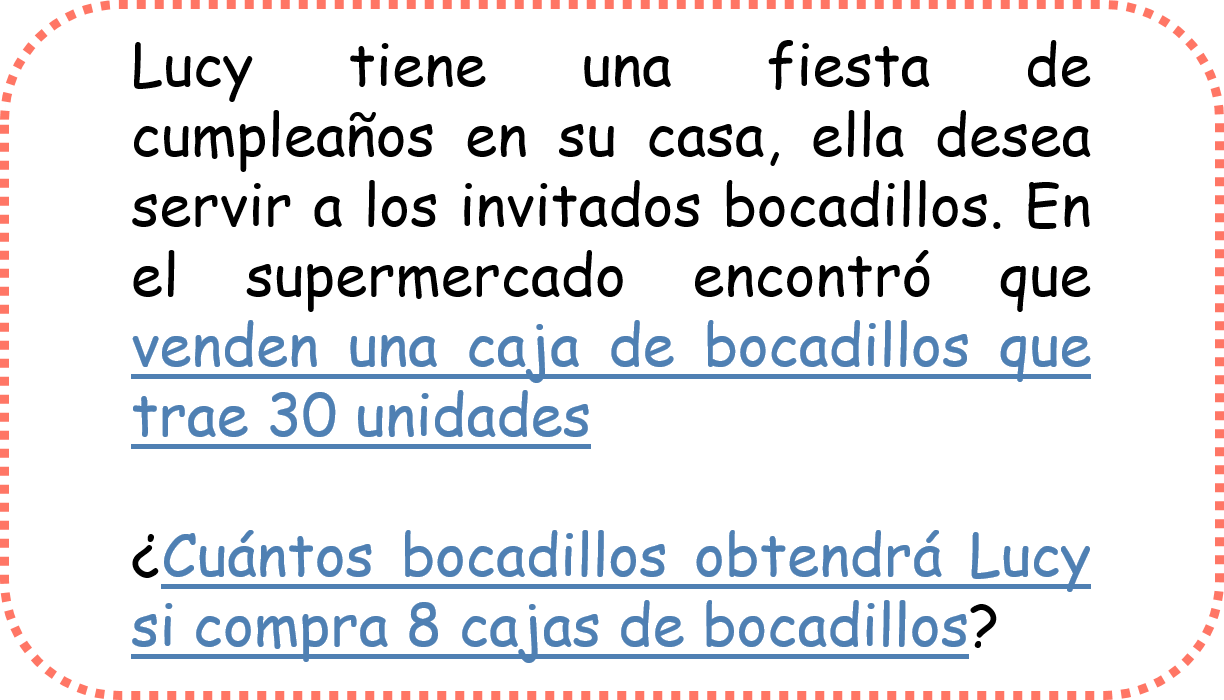 Lucy tiene una fiesta de
cumpleaños en su casa, ella desea
servir a los invitados bocadillos. En
el supermercado encontró que
venden una caja de bocadillos que
trae 30 unidades
¿Cuántos bocadillos obtendrá Lucy
si compra 8 cajas de bocadillos?